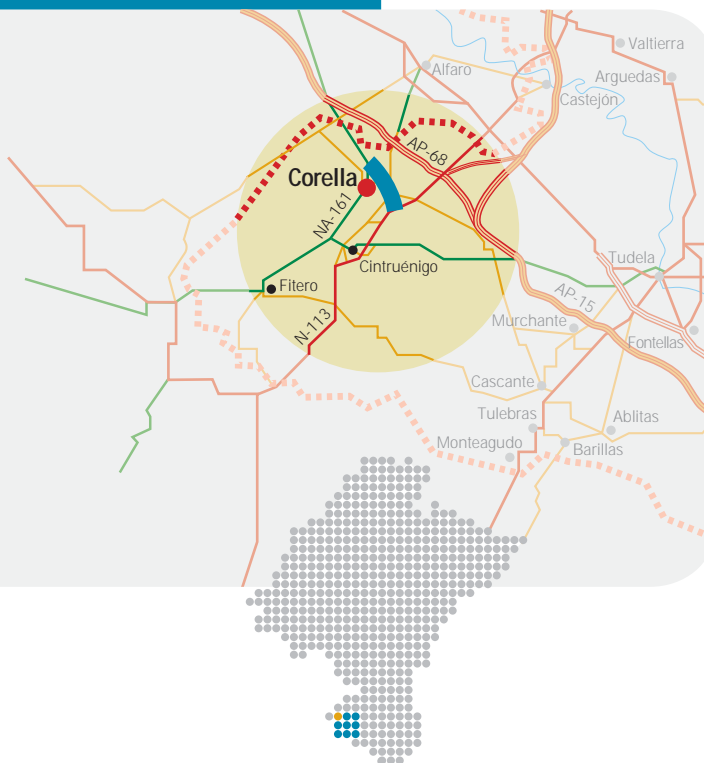 Valtierra
Alfaro
Arguedas
Castejón
AP-68
Corella
NA-161
Cintruénigo
Tudela
Fitero
AP-15
N-113
Murchante
Fontellas
Cascante
Tulebras
Ablitas
Monteagudo
Barillas